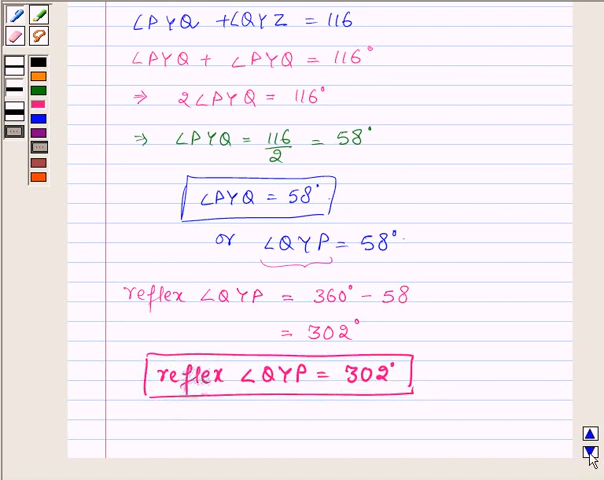 ∠PYQ + ∠QYZ = 116
∠PYQ + ∠PYQ = 116°
⇒ 2∠PYQ = 116°
⇒ ∠PYQ = 116/2 = 58°
∠PYQ = 58°
or ∠QYP = 58°
reflex ∠QYP = 360° - 58
= 302°
reflex ∠QYP = 302°